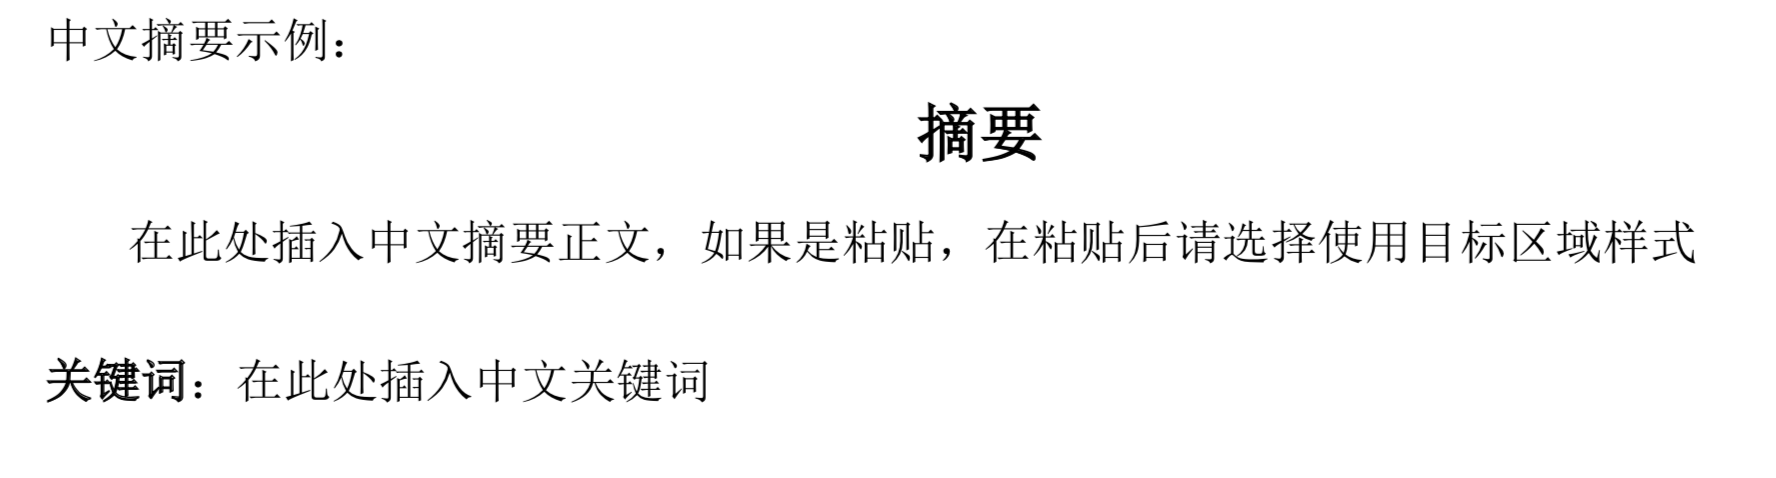 中文摘要示例：
摘要
在此处插入中文摘要正文，如果是粘贴，在粘贴后请选择使用目标区域样式
关键词：在此处插入中文关键词